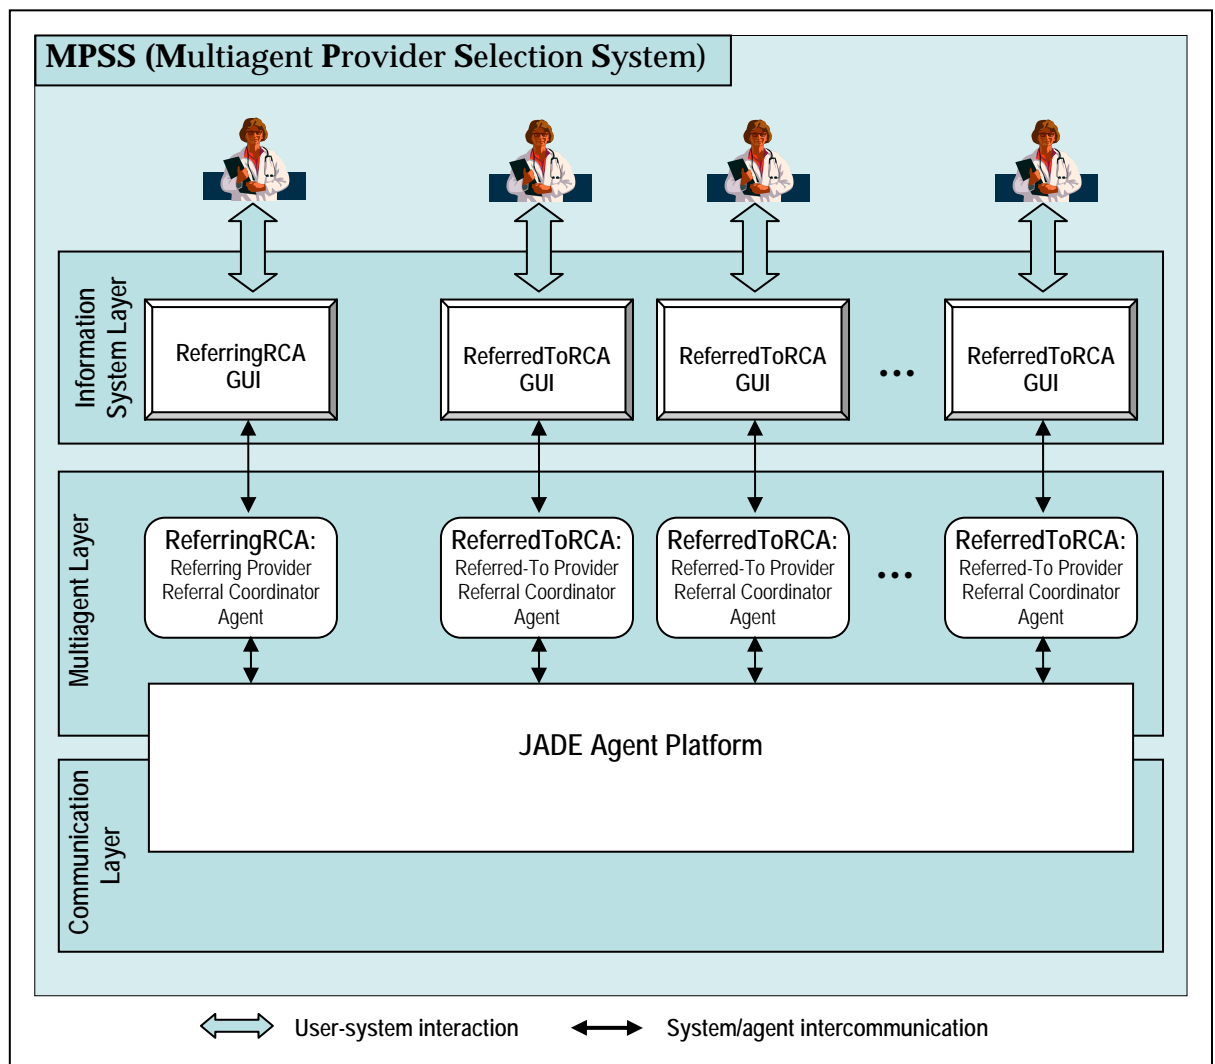 MPSS (Multiagent Provider Selection System)
Information
System Layer
ReferringRCA
GUI
ReferredToRCA
GUI
ReferredToRCA
GUI
...
ReferredToRCA
GUI
Multiagent Layer
ReferringRCA:
Referring Provider
Referral Coordinator
Agent
ReferredToRCA:
Referred-To Provider
Referral Coordinator
Agent
ReferredToRCA:
Referred-To Provider
Referral Coordinator
Agent
...
ReferredToRCA:
Referred-To Provider
Referral Coordinator
Agent
JADE Agent Platform
Communication
Layer
User-system interaction
System/agent intercommunication